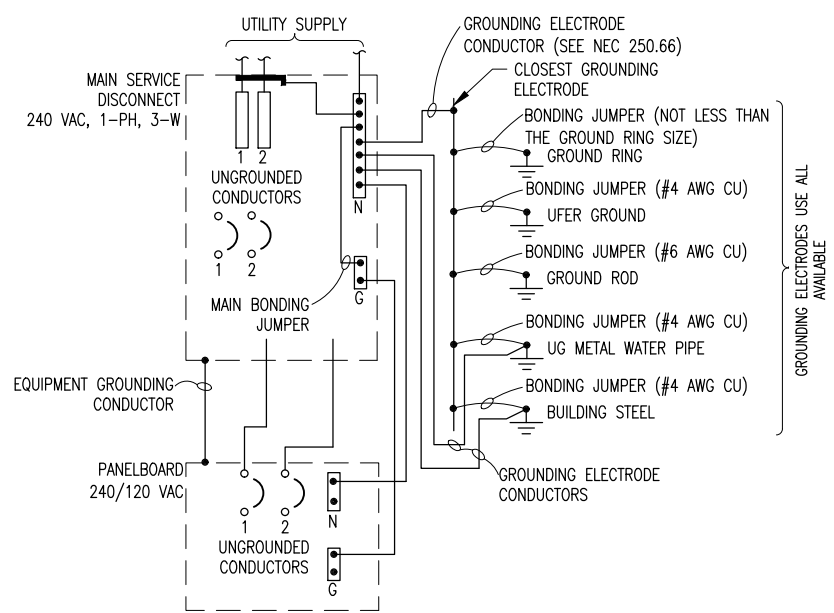 UTILITY SUPPLY
MAIN SERVICE
DISCONNECT
240 VAC, 1-PH, 3-W
1 2
UNGROUNDED
CONDUCTORS
1 2
N
G
MAIN BONDING
JUMPER
EQUIPMENT GROUNDING
CONDUCTOR
PANELBOARD
240/120 VAC
1 2
UNGROUNDED
CONDUCTORS
N
G
GROUNDING ELECTRODE
CONDUCTOR (SEE NEC 250.66)
CLOSEST GROUNDING
ELECTRODE
BONDING JUMPER (NOT LESS THAN
THE GROUND RING SIZE)
GROUND RING
BONDING JUMPER (#4 AWG CU)
UFER GROUND
BONDING JUMPER (#6 AWG CU)
GROUND ROD
BONDING JUMPER (#4 AWG CU)
UG METAL WATER PIPE
BONDING JUMPER (#4 AWG CU)
BUILDING STEEL
GROUNDING ELECTRODE
CONDUCTORS
GROUNDING ELECTRODES USE ALL
AVAILABLE